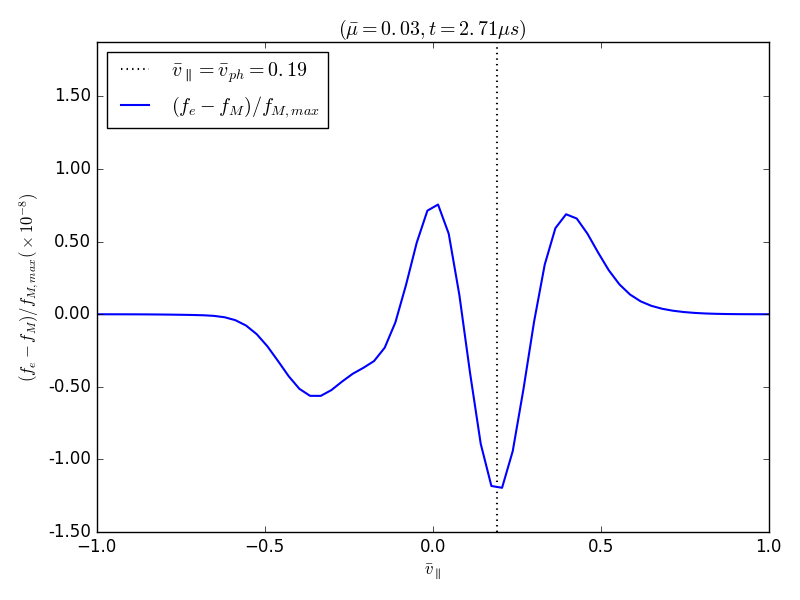 (μ̄ = 0.03, t = 2.71μs)
v̄∥ = v̄ph = 0.19
(fe − fM)/fM,max
1.50
1.00
0.50
0.00
-0.50
-1.00
-1.50
(fe − fM)/fM,max(×10⁻⁸)
−1.0 −0.5 0.0 0.5 1.0
v̄∥